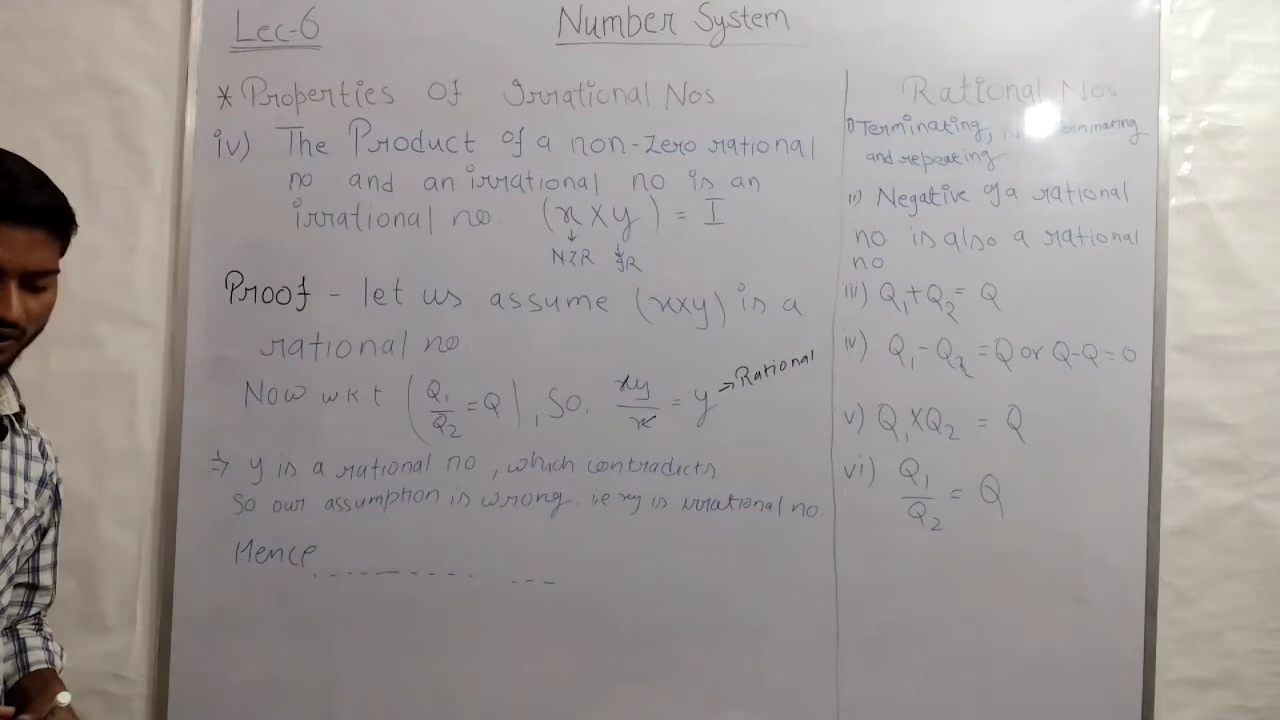 Lec-6
Number System
* Properties Of Irrational Nos
iv) The Product of a non-zero rational
no and an irrational no is an
irrational no. (x × y) = I
↓ ↓
NZR IR
Proof - let us assume (x×y) is a
rational no.
Now wkt (Q₁/Q₂ = Q), So. xy/x = y → Rational
⇒ y is a rational no, which contradicts
So our assumption is wrong. i.e xy is irrational no
Hence ----------- ---
Rational Nos
i) Terminating, terminating
and repeating
ii) Negative of a rational
no is also a rational
no
iii) Q₁+Q₂ = Q
iv) Q₁-Q₂ = Q or Q-Q=0
v) Q₁×Q₂ = Q
vi) Q₁/Q₂ = Q